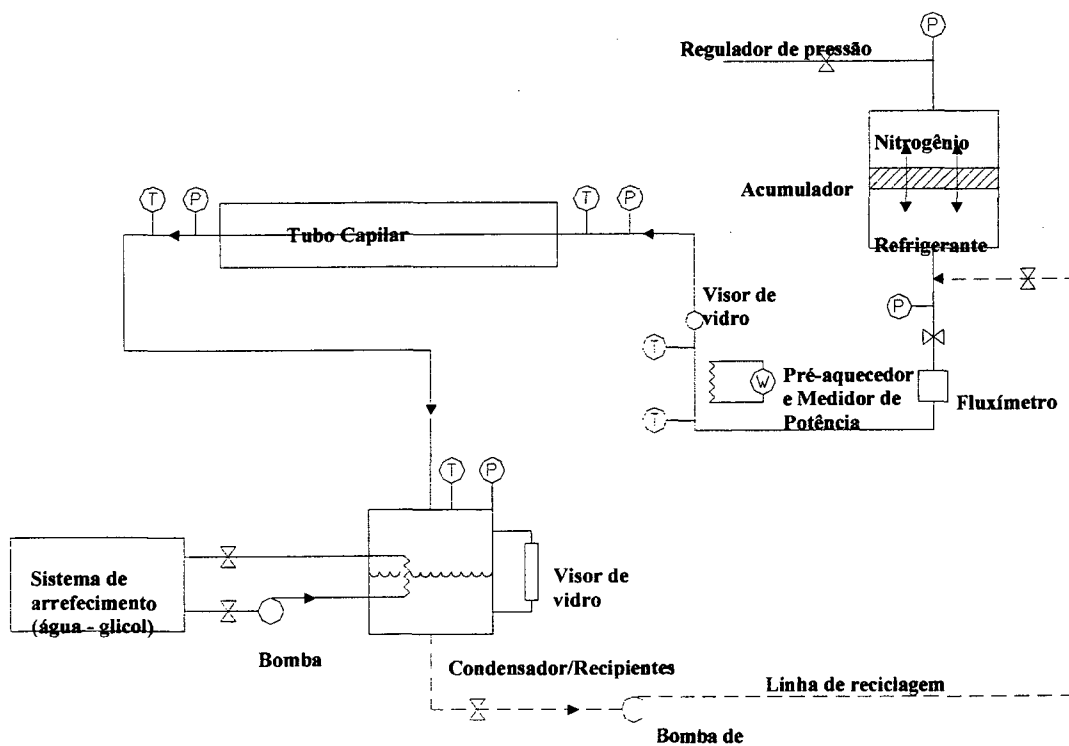 P
Regulador de pressão
Nitrogênio
Acumulador
Refrigerante
T
P
T
P
Tubo Capilar
Visor de
vidro
P
T
W
Pré-aquecedor
e Medidor de
Potência
Fluxímetro
T
T
P
Sistema de
arrefecimento
(água - glicol)
Visor de
vidro
Bomba
Condensador/Recipientes
Linha de reciclagem
Bomba de